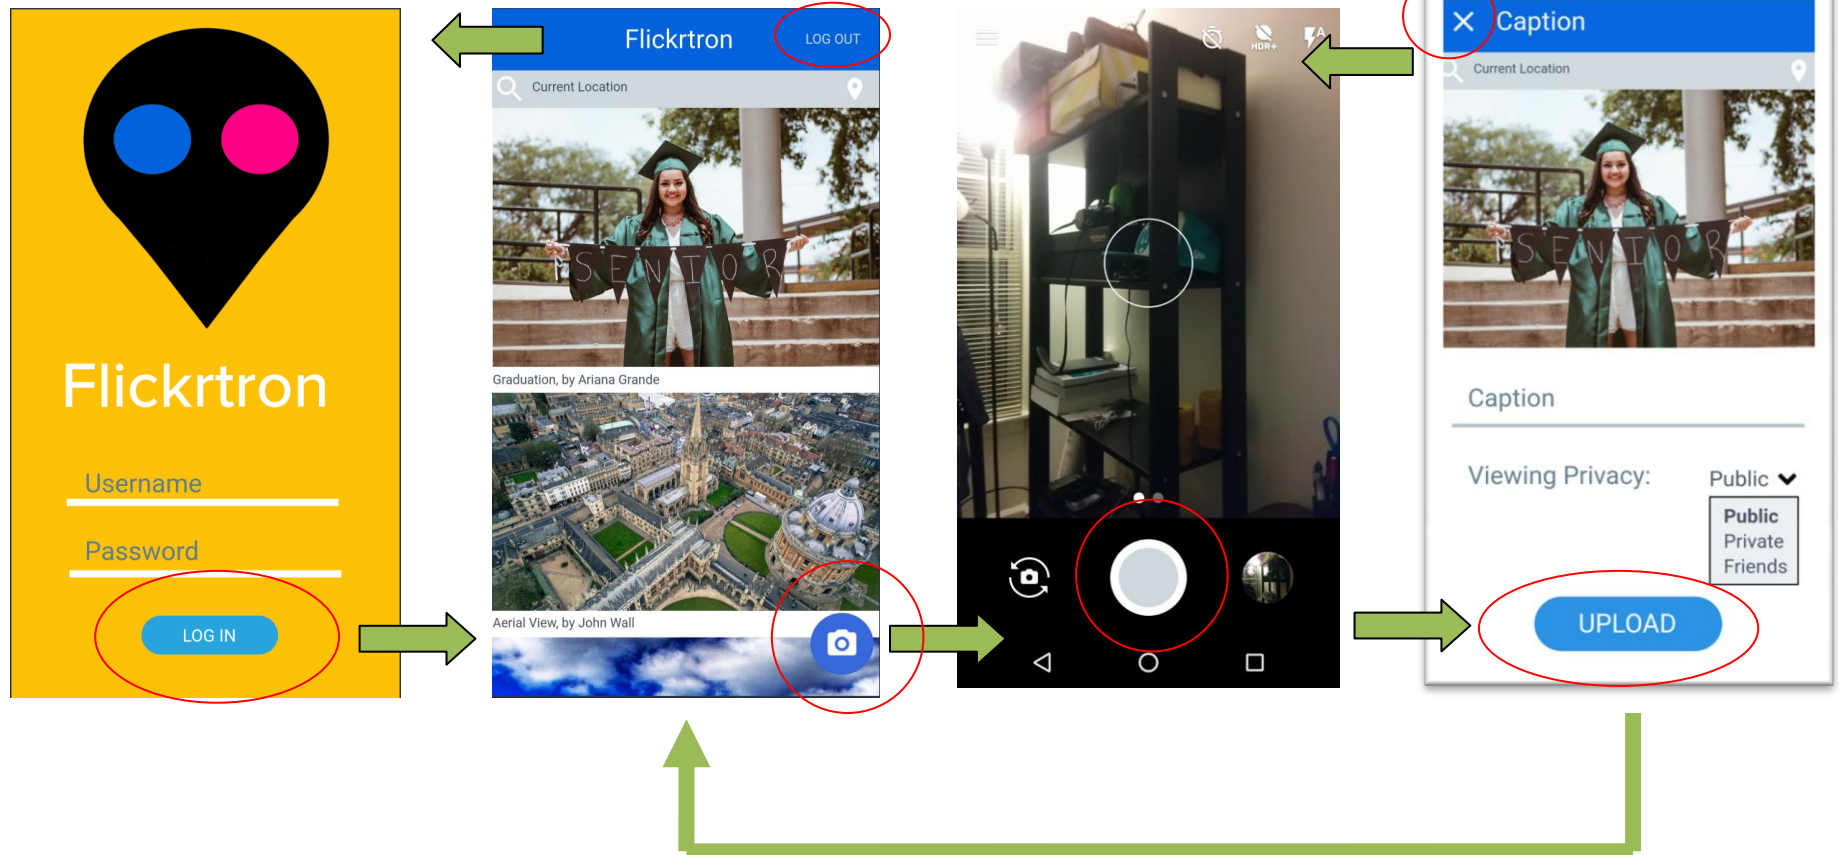 Flickrtron
Username
Password
LOG IN
Flickrtron
LOG OUT
Current Location
SENIOR
Graduation, by Ariana Grande
Aerial View, by John Wall
HDR+
A
Caption
Current Location
SENIOR
Caption
Viewing Privacy:
Public
Public
Private
Friends
UPLOAD